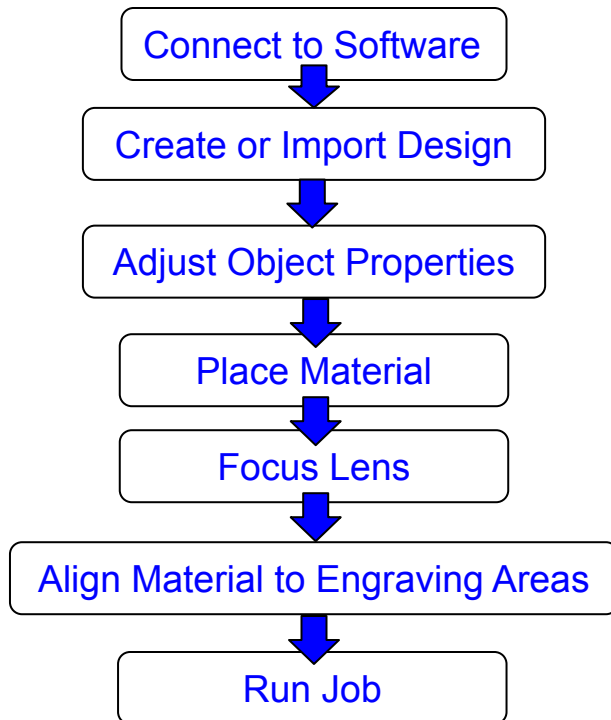 Connect to Software
Create or Import Design
Adjust Object Properties
Place Material
Focus Lens
Align Material to Engraving Areas
Run Job